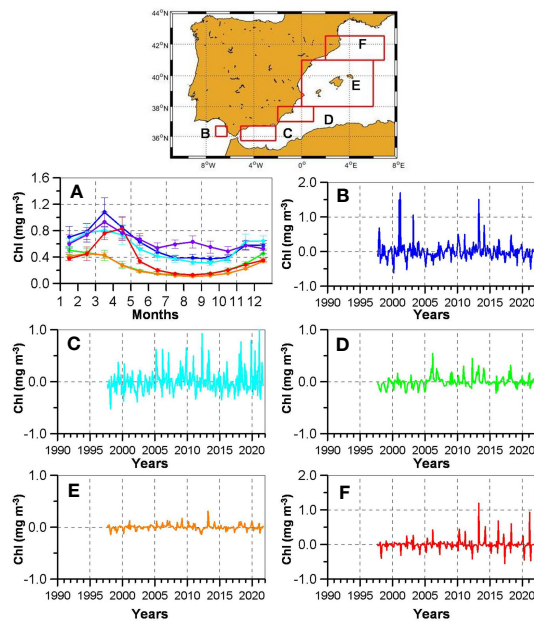 44°N
42°N
40°N
38°N
36°N
8°W 4°W 0°E 4°E 8°E
F
E
B C D
A
Chl (mg m⁻³)
1.6
1.2
0.8
0.4
0.0
1 2 3 4 5 6 7 8 9 10 11 12
Months
B
Chl (mg m⁻³)
2.0
1.0
0.0
-1.0
1990 1995 2000 2005 2010 2015 2020
Years
C
Chl (mg m⁻³)
1.0
0.0
-1.0
1990 1995 2000 2005 2010 2015 2020
Years
D
Chl (mg m⁻³)
1.0
0.0
-1.0
1990 1995 2000 2005 2010 2015 2020
Years
E
Chl (mg m⁻³)
1.0
0.0
-1.0
1990 1995 2000 2005 2010 2015 2020
Years
F
Chl (mg m⁻³)
2.0
1.0
0.0
-1.0
1990 1995 2000 2005 2010 2015 2020
Years